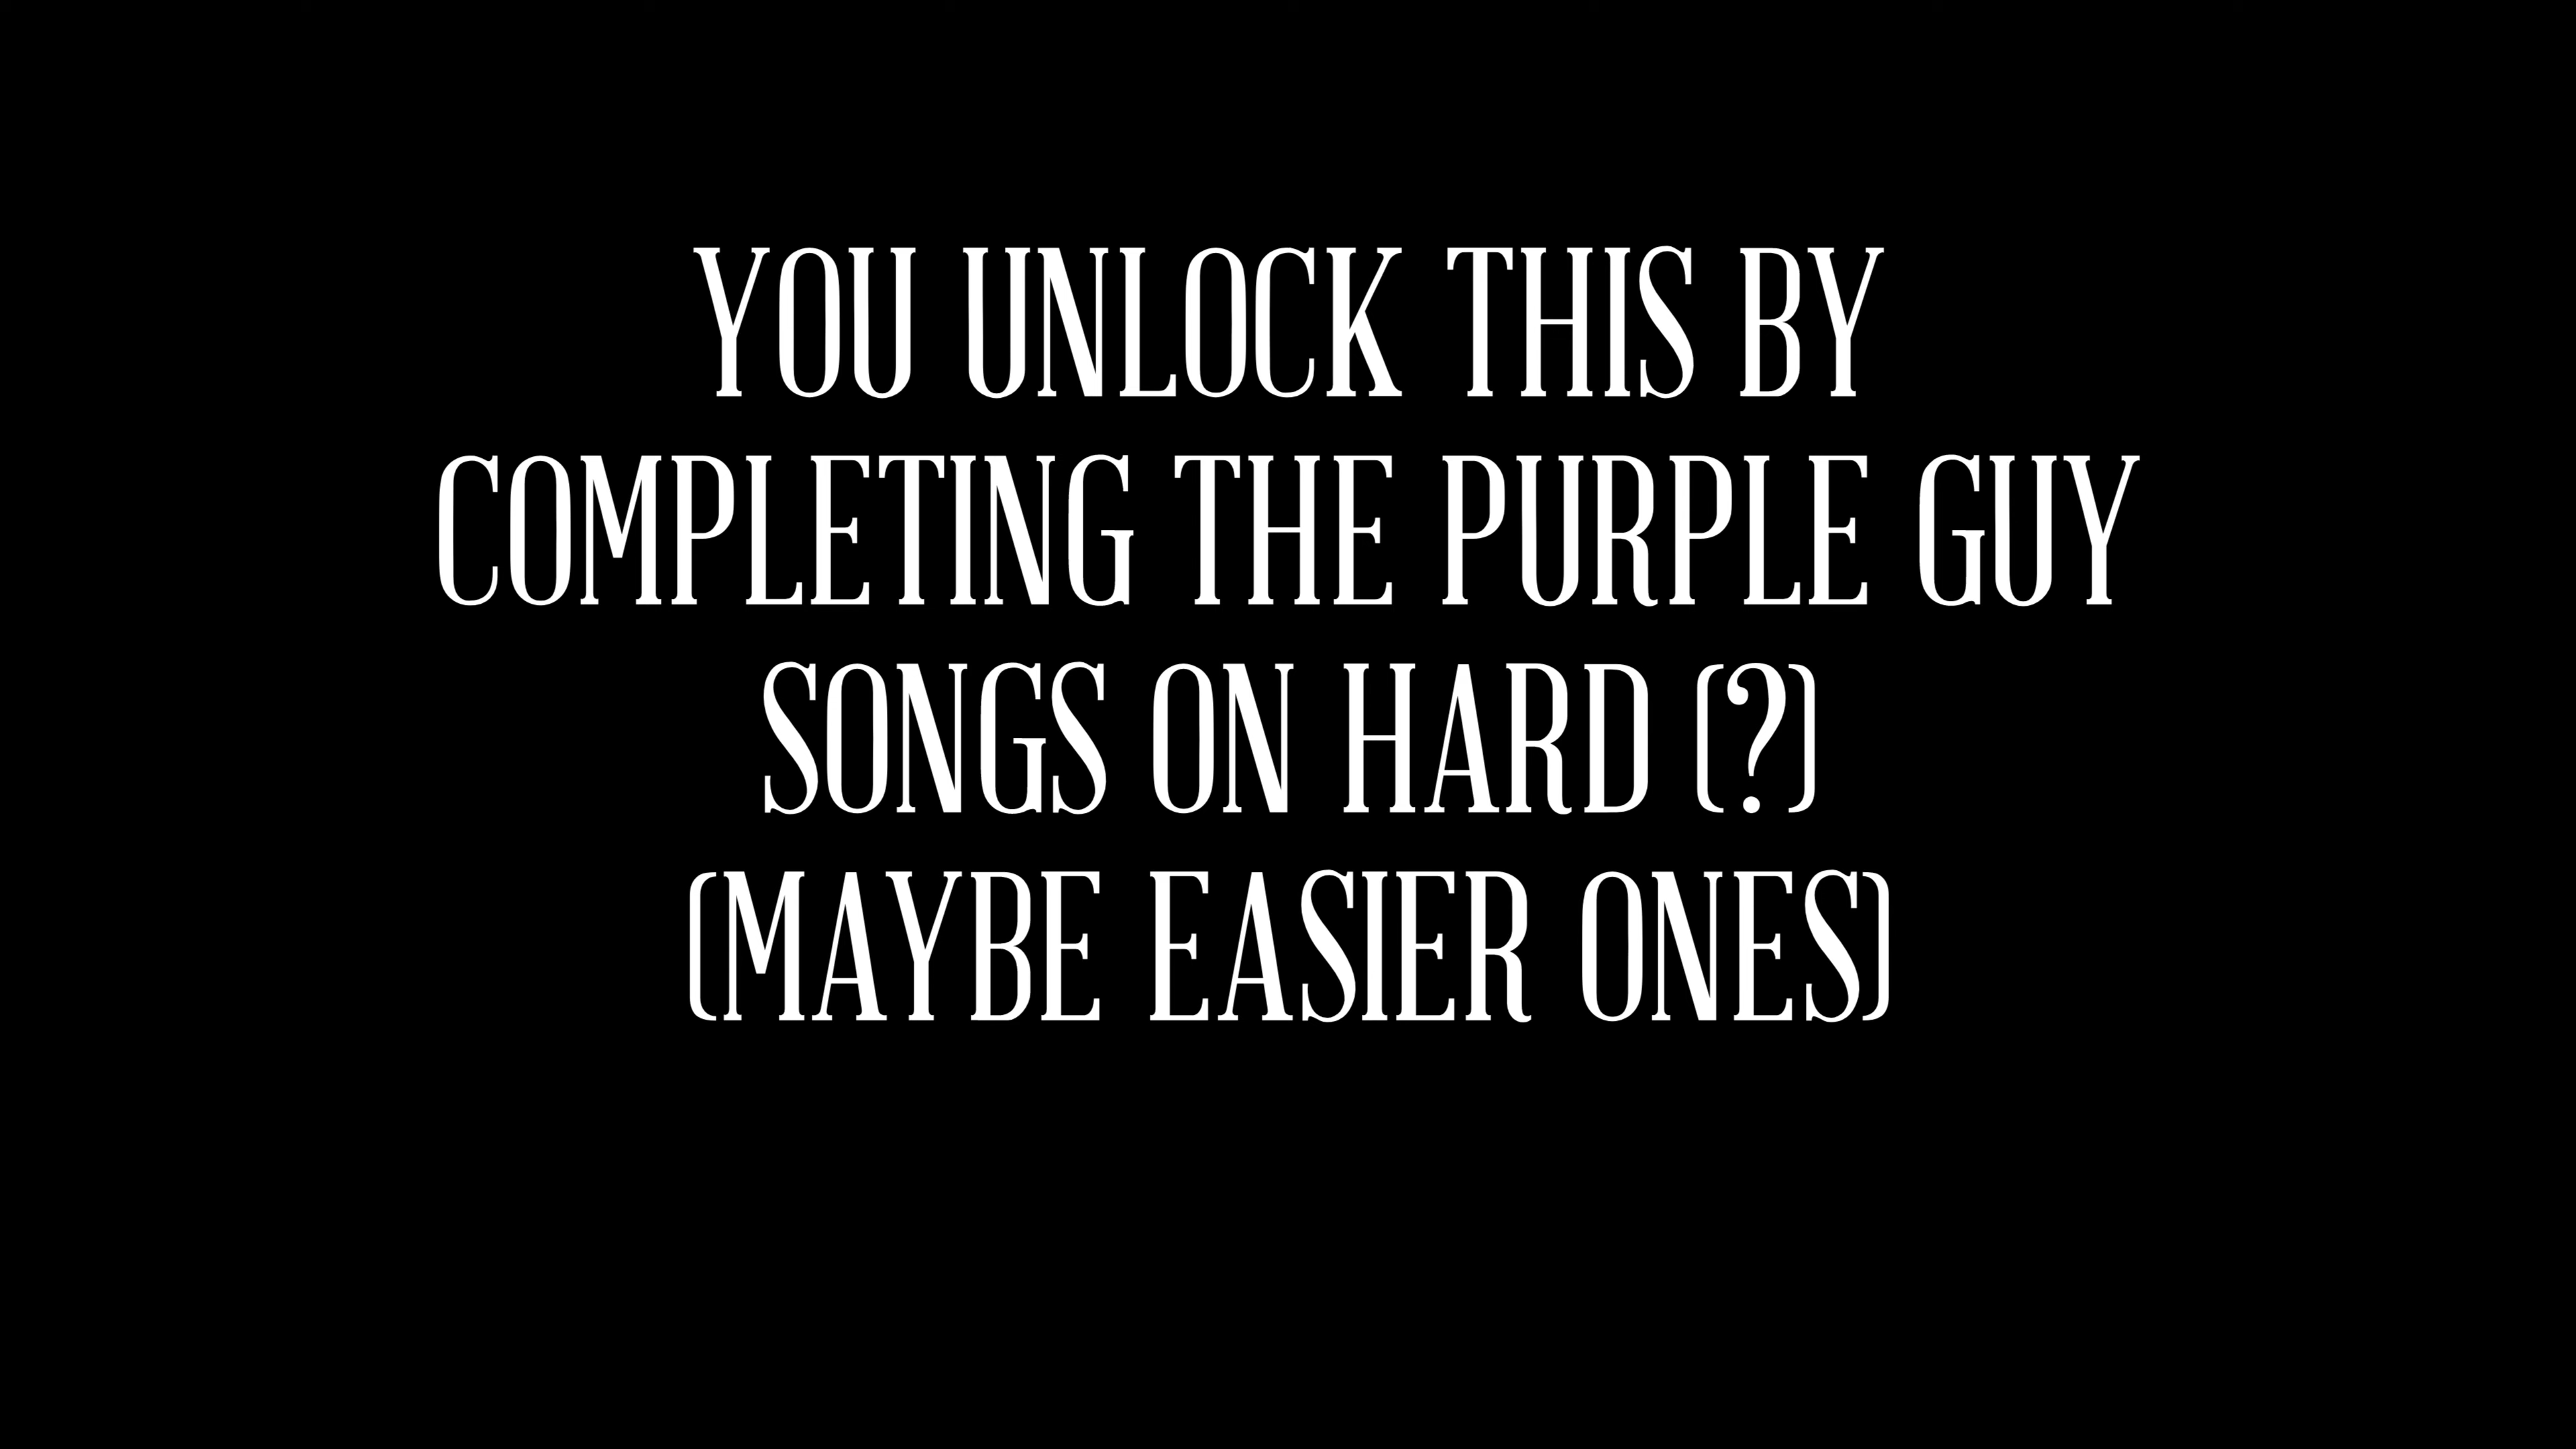 YOU UNLOCK THIS BY
COMPLETING THE PURPLE GUY
SONGS ON HARD (?)
(MAYBE EASIER ONES)